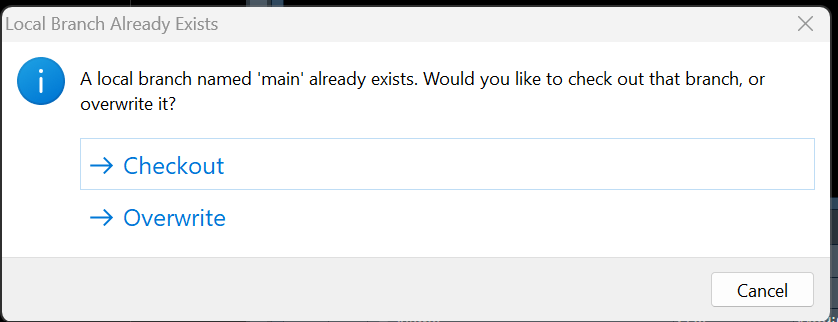 Local Branch Already Exists
A local branch named 'main' already exists. Would you like to check out that branch, or
overwrite it?
Checkout
Overwrite
Cancel